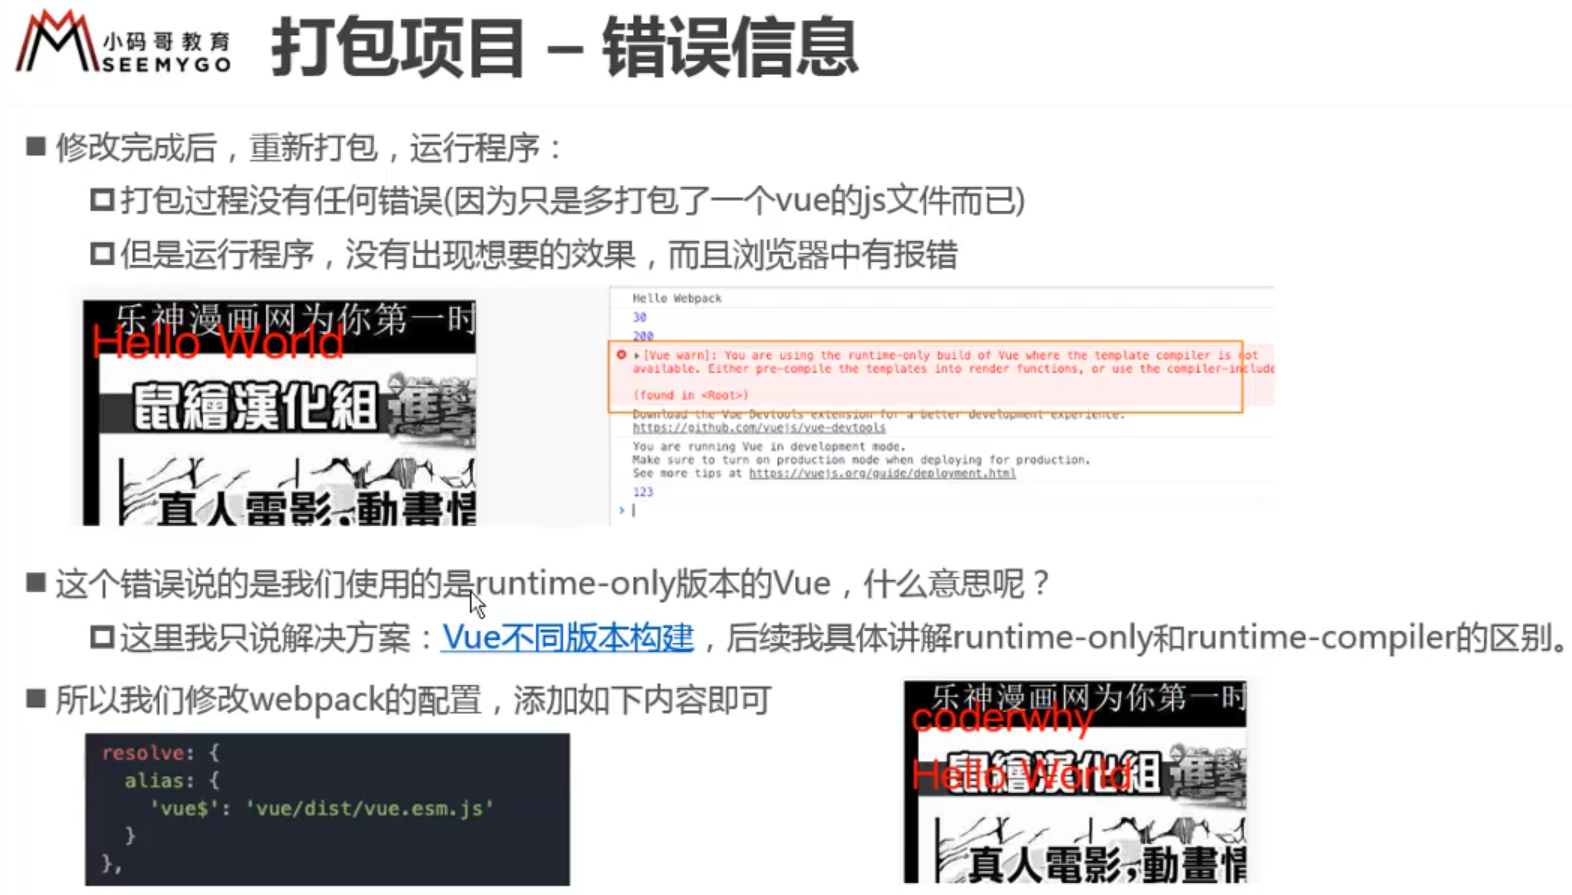 小码哥教育
SEEMYGO
打包项目 – 错误信息
修改完成后，重新打包，运行程序：
打包过程没有任何错误(因为只是多打包了一个vue的js文件而已)
但是运行程序，没有出现想要的效果，而且浏览器中有报错
乐神漫画网为你第一时
Hello World
鼠繪漢化組 進擊
真人電影,動畫情
Hello Webpack
30
200
[Vue warn]: You are using the runtime-only build of Vue where the template compiler is not
available. Either pre-compile the templates into render functions, or use the compiler-include
(found in <Root>)
Download the Vue Devtools extension for a better development experience:
https://github.com/vuejs/vue-devtools
You are running Vue in development mode.
Make sure to turn on production mode when deploying for production.
See more tips at https://vuejs.org/guide/deployment.html
123
这个错误说的是我们使用的是runtime-only版本的Vue，什么意思呢？
这里我只说解决方案：Vue不同版本构建，后续我具体讲解runtime-only和runtime-compiler的区别。
所以我们修改webpack的配置，添加如下内容即可
resolve: {
alias: {
'vue$': 'vue/dist/vue.esm.js'
}
},
乐神漫画网为你第一时
coderwhy
鼠繪漢化組 進擊
Hello World
真人電影,動畫情